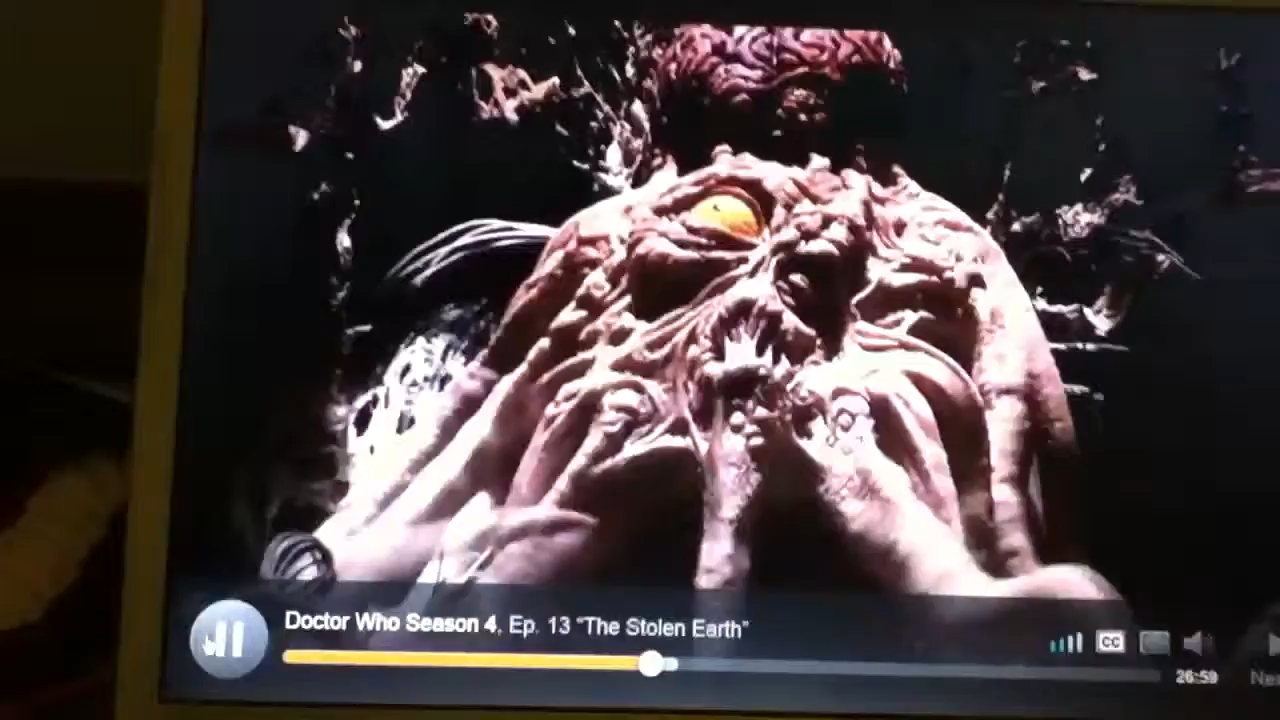 Doctor Who Season 4, Ep. 13 “The Stolen Earth”
CC
26:59